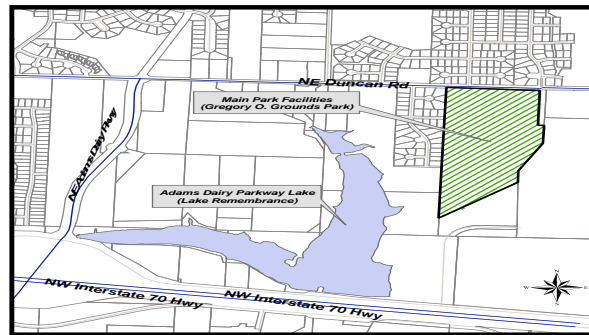 NE Duncan Rd
Main Park Facilities
(Gregory O. Grounds Park)
NE Adams Dairy Pkwy
Adams Dairy Parkway Lake
(Lake Remembrance)
NW Interstate 70 Hwy
NW Interstate 70 Hwy
N
W
E
S